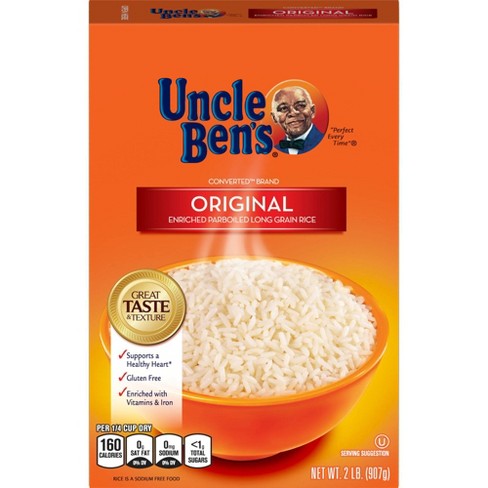 Uncle
Ben's®
ORIGINAL
Uncle
Ben's®
"Perfect
Every
Time"®
CONVERTED™ BRAND
ORIGINAL
ENRICHED PARBOILED LONG GRAIN RICE
GREAT
TASTE
& TEXTURE
✓Supports a
Healthy Heart*
✓Gluten Free
✓Enriched with
Vitamins & Iron
PER 1/4 CUP DRY
160
CALORIES
0g
SAT FAT
0% DV
0mg
SODIUM
0% DV
<1g
TOTAL
SUGARS
RICE IS A SODIUM FREE FOOD
U
SERVING SUGGESTION
NET WT. 2 LB. (907g)